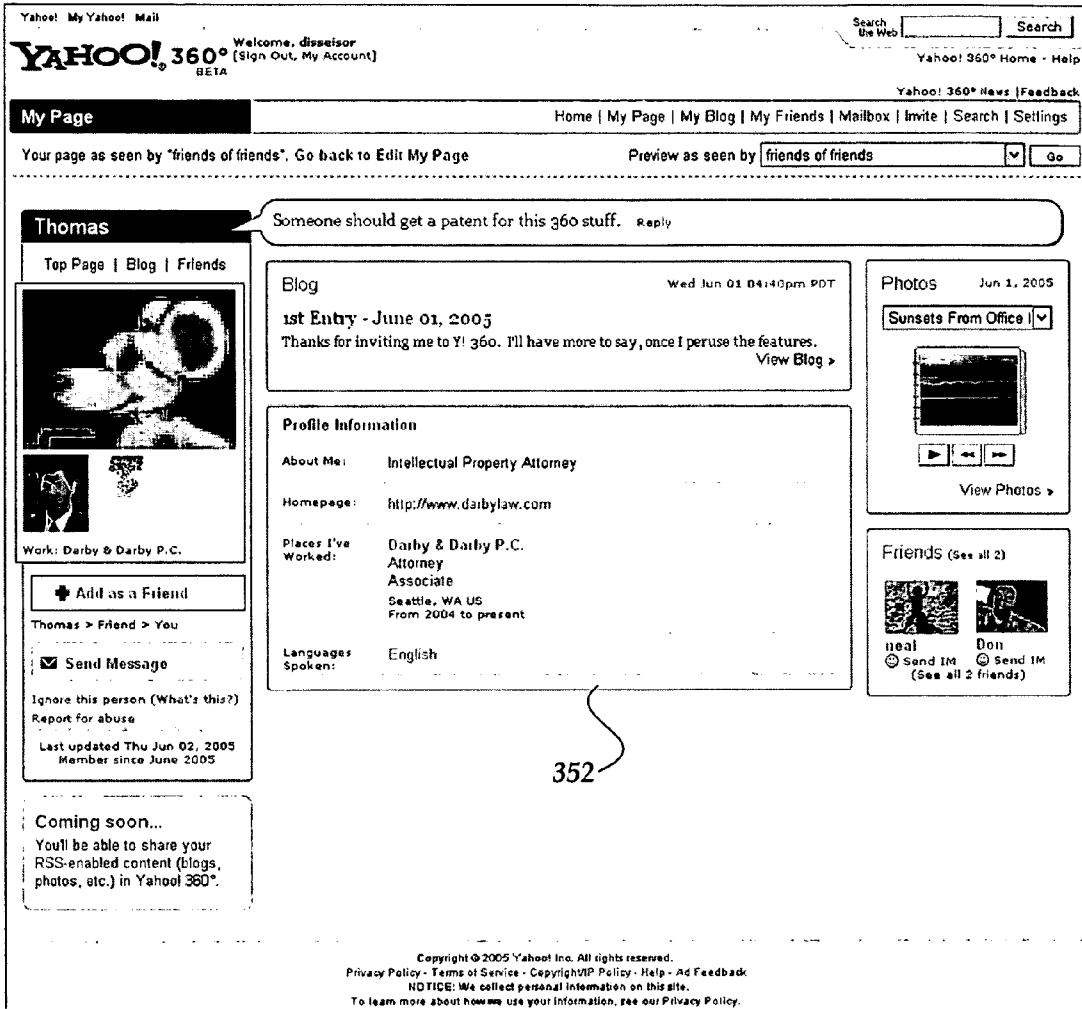 Yahoo! My Yahoo! Mail
Search the Web Search
YAHOO! 360° BETA
Welcome, disseisor
[Sign Out, My Account]
Yahoo! 360° Home - Help
Yahoo! 360° News | Feedback
My Page
Home | My Page | My Blog | My Friends | Mailbox | Invite | Search | Settings
Your page as seen by "friends of friends". Go back to Edit My Page
Preview as seen by friends of friends Go
Thomas
Someone should get a patent for this 360 stuff. Reply
Top Page | Blog | Friends
Work: Darby & Darby P.C.
Add as a Friend
Thomas > Friend > You
Send Message
Ignore this person (What's this?)
Report for abuse
Last updated Thu Jun 02, 2005
Member since June 2005
Coming soon...
You'll be able to share your
RSS-enabled content (blogs,
photos, etc.) in Yahoo! 360°.
Blog Wed Jun 01 04:40pm PDT
1st Entry - June 01, 2005
Thanks for inviting me to Y! 360. I'll have more to say, once I peruse the features.
View Blog >
Profile Information
About Me: Intellectual Property Attorney
Homepage: http://www.darbylaw.com
Places I've Worked: Darby & Darby P.C.
Attorney
Associate
Seattle, WA US
From 2004 to present
Languages Spoken: English
352
Photos Jun 1, 2005
Sunsets From Office I
View Photos >
Friends (See all 2)
neal Don
Send IM Send IM
(See all 2 friends)
Copyright © 2005 Yahoo! Inc. All rights reserved.
Privacy Policy - Terms of Service - Copyright/IP Policy - Help - Ad Feedback
NOTICE: We collect personal information on this site.
To learn more about how we use your information, see our Privacy Policy.